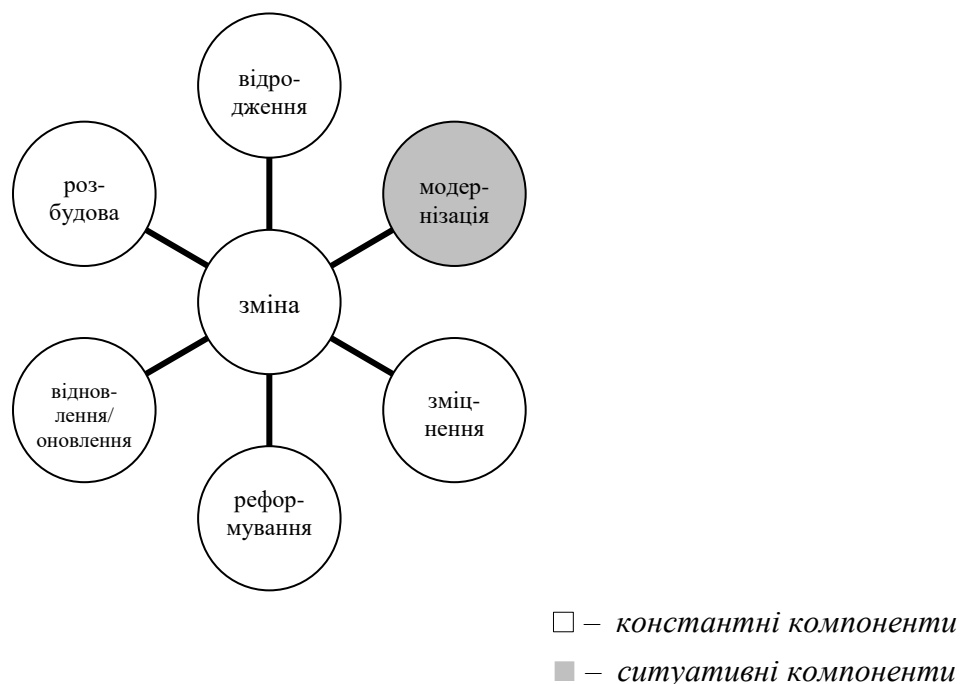 відро-
дження
роз-
будова
модер-
нізація
зміна
віднов-
лення/
оновлення
зміц-
нення
рефор-
мування
– константні компоненти
– ситуативні компоненти